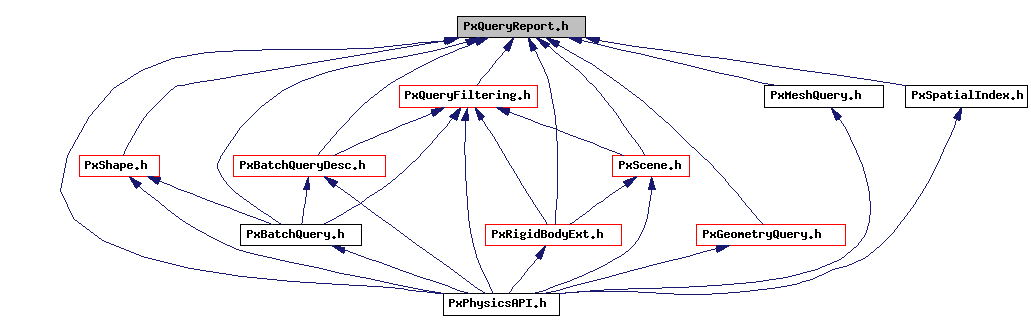 PxQueryReport.h
PxQueryFiltering.h
PxMeshQuery.h
PxSpatialIndex.h
PxShape.h
PxBatchQueryDesc.h
PxScene.h
PxBatchQuery.h
PxRigidBodyExt.h
PxGeometryQuery.h
PxPhysicsAPI.h